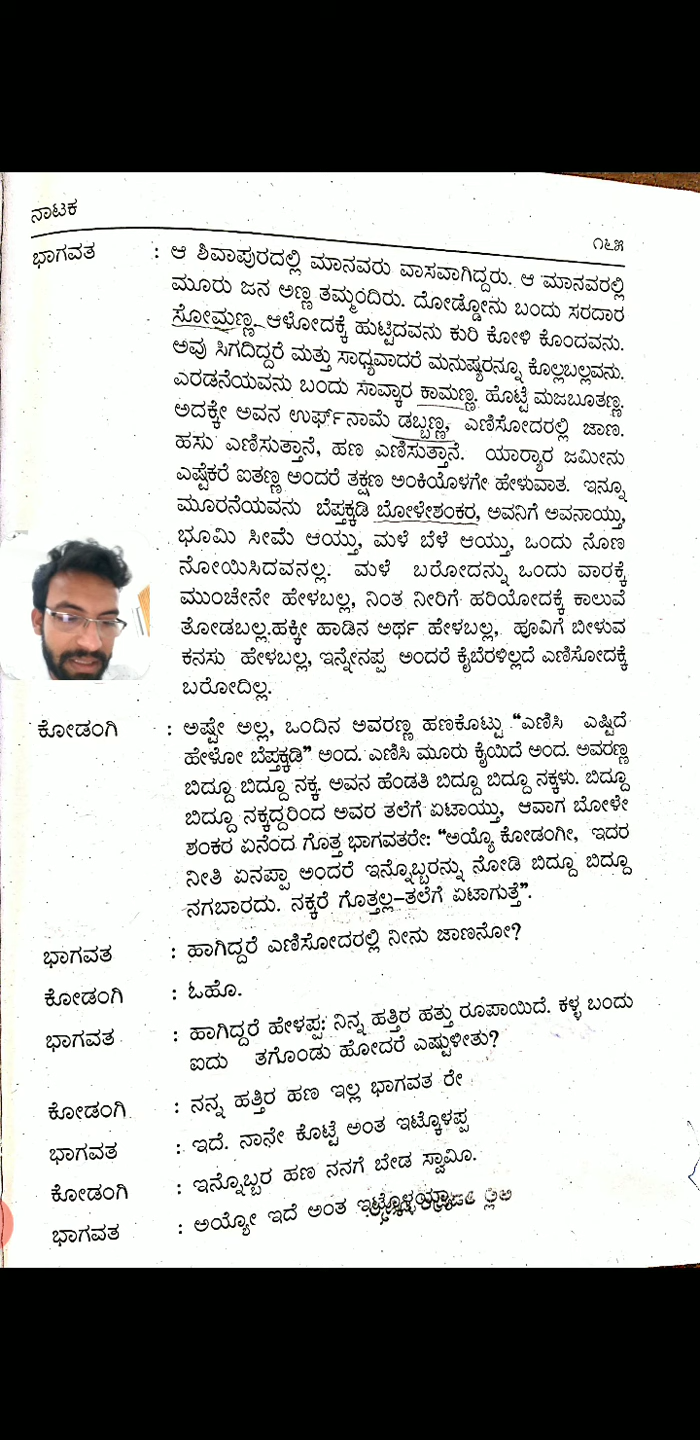 ನಾಟಕ
೧೬೫
ಭಾಗವತ : ಆ ಶಿವಾಪುರದಲ್ಲಿ ಮಾನವರು ವಾಸವಾಗಿದ್ದರು. ಆ ಮಾನವರಲ್ಲಿ
ಮೂರು ಜನ ಅಣ್ಣ ತಮ್ಮಂದಿರು. ದೋಡ್ಡೋನು ಬಂದು ಸರದಾರ
ಸೋಮಣ್ಣ. ಆಳೋದಕ್ಕೆ ಹುಟ್ಟಿದವನು ಕುರಿ ಕೋಳಿ ಕೊಂದವನು.
ಅವು ಸಿಗದಿದ್ದರೆ ಮತ್ತು ಸಾಧ್ಯವಾದರೆ ಮನುಷ್ಯರನ್ನೂ ಕೊಲ್ಲಬಲ್ಲವನು.
ಎರಡನೆಯವನು ಬಂದು ಸಾವ್ಕಾರ ಕಾಮಣ್ಣ. ಹೊಟ್ಟೆ ಮಜಬೂತಣ್ಣ.
ಅದಕ್ಕೇ ಅವನ ಉರ್ಫ್‌ನಾಮೆ ಡಬ್ಬಣ್ಣ, ಎಣಿಸೋದರಲ್ಲಿ ಜಾಣ.
ಹಸು ಎಣಿಸುತ್ತಾನೆ, ಹಣ ಎಣಿಸುತ್ತಾನೆ. ಯಾರ‍್ಯಾರ ಜಮೀನು
ಎಷ್ಟೆಕರೆ ಐತಣ್ಣ ಅಂದರೆ ತಕ್ಷಣ ಅಂಕಿಯೊಳಗೇ ಹೇಳುವಾತ. ಇನ್ನೂ
ಮೂರನೆಯವನು ಬೆಪ್ತಕ್ಕಡಿ ಬೋಳೇಶಂಕರ, ಅವನಿಗೆ ಅವನಾಯ್ತು,
ಭೂಮಿ ಸೀಮೆ ಆಯ್ತು, ಮಳೆ ಬೆಳೆ ಆಯ್ತು, ಒಂದು ನೊಣ
ನೋಯಿಸಿದವನಲ್ಲ. ಮಳೆ ಬರೋದನ್ನು ಒಂದು ವಾರಕ್ಕೆ
ಮುಂಚೇನೇ ಹೇಳಬಲ್ಲ, ನಿಂತ ನೀರಿಗೆ ಹರಿಯೋದಕ್ಕೆ ಕಾಲುವೆ
ತೋಡಬಲ್ಲ.ಹಕ್ಕೀ ಹಾಡಿನ ಅರ್ಥ ಹೇಳಬಲ್ಲ, ಹೂವಿಗೆ ಬೀಳುವ
ಕನಸು ಹೇಳಬಲ್ಲ, ಇನ್ನೇನಪ್ಪ ಅಂದರೆ ಕೈಬೆರಳಿಲ್ಲದೆ ಎಣಿಸೋದಕ್ಕೆ
ಬರೋದಿಲ್ಲ.
ಕೋಡಂಗಿ : ಅಷ್ಟೇ ಅಲ್ಲ, ಒಂದಿನ ಅವರಣ್ಣ ಹಣಕೊಟ್ಟು "ಎಣಿಸಿ ಎಷ್ಟಿದೆ
ಹೇಳೋ ಬೆಪ್ತಕ್ಕಡಿ" ಅಂದ. ಎಣಿಸಿ ಮೂರು ಕೈಯಿದೆ ಅಂದ. ಅವರಣ್ಣ
ಬಿದ್ದೂ ಬಿದ್ದೂ ನಕ್ಕ. ಅವನ ಹೆಂಡತಿ ಬಿದ್ದೂ ಬಿದ್ದೂ ನಕ್ಕಳು. ಬಿದ್ದೂ
ಬಿದ್ದೂ ನಕ್ಕದ್ದರಿಂದ ಅವರ ತಲೆಗೆ ಏಟಾಯ್ತು, ಆವಾಗ ಬೋಳೇ
ಶಂಕರ ಏನೆಂದ ಗೊತ್ತ ಭಾಗವತರೇ: "ಅಯ್ಯೊ ಕೋಡಂಗೀ, ಇದರ
ನೀತಿ ಏನಪ್ಪಾ ಅಂದರೆ ಇನ್ನೊಬ್ಬರನ್ನು ನೋಡಿ ಬಿದ್ದೂ ಬಿದ್ದೂ
ನಗಬಾರದು. ನಕ್ಕರೆ ಗೊತ್ತಲ್ಲ–ತಲೆಗೆ ಏಟಾಗುತ್ತೆ".
ಭಾಗವತ : ಹಾಗಿದ್ದರೆ ಎಣಿಸೋದರಲ್ಲಿ ನೀನು ಜಾಣನೋ?
ಕೋಡಂಗಿ : ಓಹೊ.
ಭಾಗವತ : ಹಾಗಿದ್ದರೆ ಹೇಳಪ್ಪ: ನಿನ್ನ ಹತ್ತಿರ ಹತ್ತು ರೂಪಾಯಿದೆ. ಕಳ್ಳ ಬಂದು
ಐದು ತಗೊಂಡು ಹೋದರೆ ಎಷ್ಟುಳೀತು?
ಕೋಡಂಗಿ : ನನ್ನ ಹತ್ತಿರ ಹಣ ಇಲ್ಲ ಭಾಗವತ ರೇ
ಭಾಗವತ : ಇದೆ. ನಾನೇ ಕೊಟ್ಟೆ ಅಂತ ಇಟ್ಕೊಳಪ್ಪ
ಕೋಡಂಗಿ : ಇನ್ನೊಬ್ಬರ ಹಣ ನನಗೆ ಬೇಡ ಸ್ವಾಮೀ.
ಭಾಗವತ : ಅಯ್ಯೋ ಇದೆ ಅಂತ